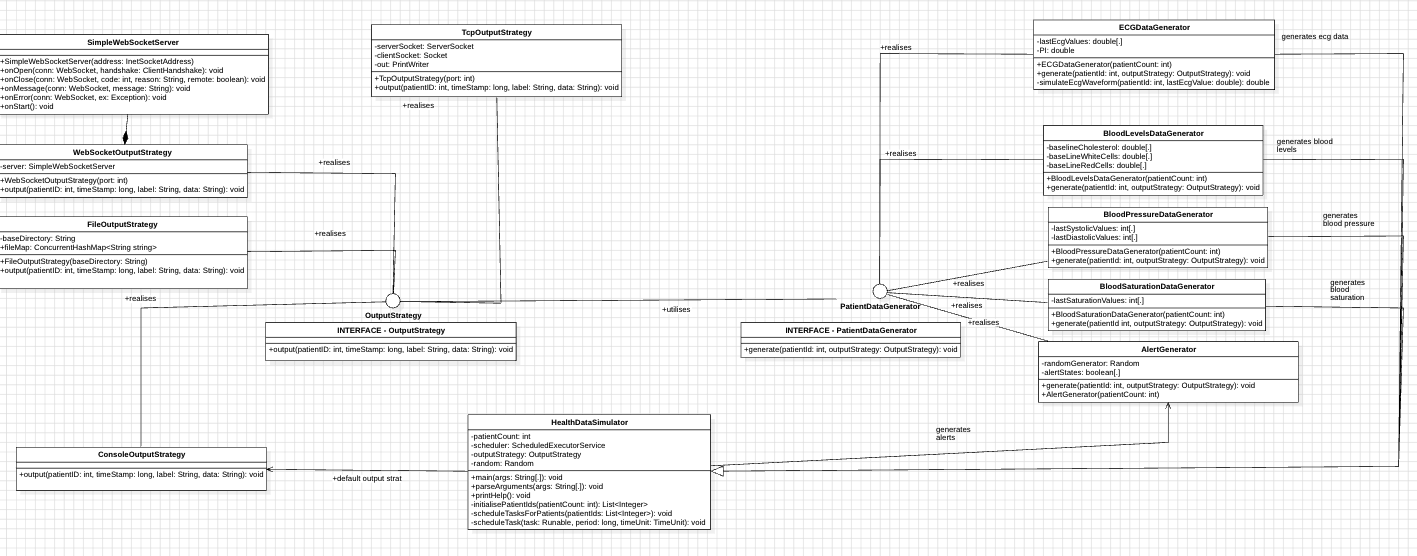 SimpleWebSocketServer
+SimpleWebSocketServer(address: InetSocketAddress)
+onOpen(conn: WebSocket, handshake: ClientHandshake): void
+onClose(conn: WebSocket, code: int, reason: String, remote: boolean): void
+onMessage(conn: WebSocket, message: String): void
+onError(conn: WebSocket, ex: Exception): void
+onStart(): void
WebSocketOutputStrategy
-server: SimpleWebSocketServer
+WebSocketOutputStrategy(port: int)
+output(patientID: int, timeStamp: long, label: String, data: String): void
+realises
FileOutputStrategy
-baseDirectory: String
+fileMap: ConcurrentHashMap<String string>
+FileOutputStrategy(baseDirectory: String)
+output(patientID: int, timeStamp: long, label: String, data: String): void
+realises
+realises
TcpOutputStrategy
-serverSocket: ServerSocket
-clientSocket: Socket
-out: PrintWriter
+TcpOutputStrategy(port: int)
+output(patientID: int, timeStamp: long, label: String, data: String): void
+realises
OutputStrategy
INTERFACE - OutputStrategy
+output(patientID: int, timeStamp: long, label: String, data: String): void
+utilises
PatientDataGenerator
INTERFACE - PatientDataGenerator
+generate(patientId: int, outputStrategy: OutputStrategy): void
ECGDataGenerator
-lastEcgValues: double[.]
-PI: double
+ECGDataGenerator(patientCount: int)
+generate(patientId: int, outputStrategy: OutputStrategy): void
-simulateEcgWaveform(patientId: int, lastEcgValue: double): double
+realises
generates ecg data
BloodLevelsDataGenerator
-baselineCholesterol: double[.]
-baseLineWhiteCells: double[.]
-baseLineRedCells: double[.]
+BloodLevelsDataGenerator(patientCount: int)
+generate(patientId: int, outputStrategy: OutputStrategy): void
+realises
generates blood
levels
BloodPressureDataGenerator
-lastSystolicValues: int[.]
-lastDiastolicValues: int[.]
+BloodPressureDataGenerator(patientCount: int)
+generate(patientId: int, outputStrategy: OutputStrategy): void
+realises
generates
blood pressure
BloodSaturationDataGenerator
-lastSaturationValues: int[.]
+BloodSaturationDataGenerator(patientCount: int)
+generate(patientId int, outputStrategy: OutputStrategy): void
+realises
generates
blood
saturation
AlertGenerator
-randomGenerator: Random
-alertStates: boolean[.]
+generate(patientId: int, outputStrategy: OutputStrategy): void
+AlertGenerator(patientCount: int)
+realises
generates
alerts
HealthDataSimulator
-patientCount: int
-scheduler: ScheduledExecutorService
-outputStrategy: OutputStrategy
-random: Random
+main(args: String[.]): void
+parseArguments(args: String[.]): void
+printHelp(): void
-initialisePatientIds(patientCount: int): List<Integer>
-scheduleTasksForPatients(patientIds: List<Integer>): void
-scheduleTask(task: Runable, period: long, timeUnit: TimeUnit): void
+default output strat
ConsoleOutputStrategy
+output(patientID: int, timeStamp: long, label: String, data: String): void